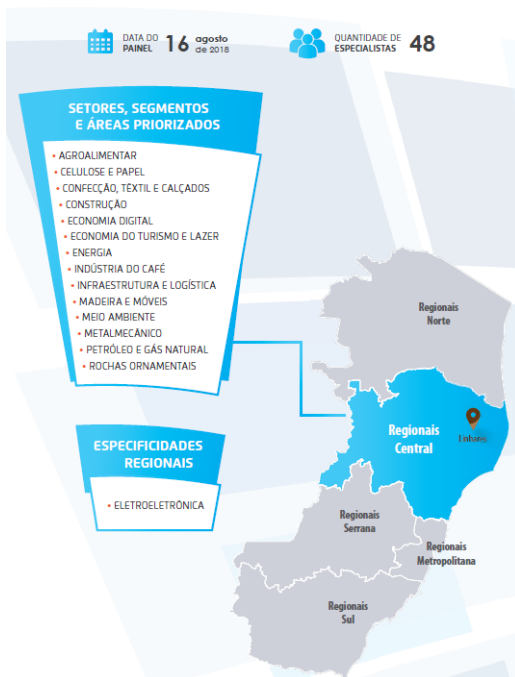 DATA DO
PAINEL
16 agosto
de 2018
QUANTIDADE DE
ESPECIALISTAS
48
SETORES, SEGMENTOS
E ÁREAS PRIORIZADOS
• AGROALIMENTAR
• CELULOSE E PAPEL
• CONFECÇÃO, TÊXTIL E CALÇADOS
• CONSTRUÇÃO
• ECONOMIA DIGITAL
• ECONOMIA DO TURISMO E LAZER
• ENERGIA
• INDÚSTRIA DO CAFÉ
• INFRAESTRUTURA E LOGÍSTICA
• MADEIRA E MÓVEIS
• MEIO AMBIENTE
• METALMECÂNICO
• PETRÓLEO E GÁS NATURAL
• ROCHAS ORNAMENTAIS
ESPECIFICIDADES
REGIONAIS
• ELETROELETRÔNICA
Regionais
Norte
Regionais
Central
Linhares
Regionais
Serrana
Regionais
Metropolitana
Regionais
Sul